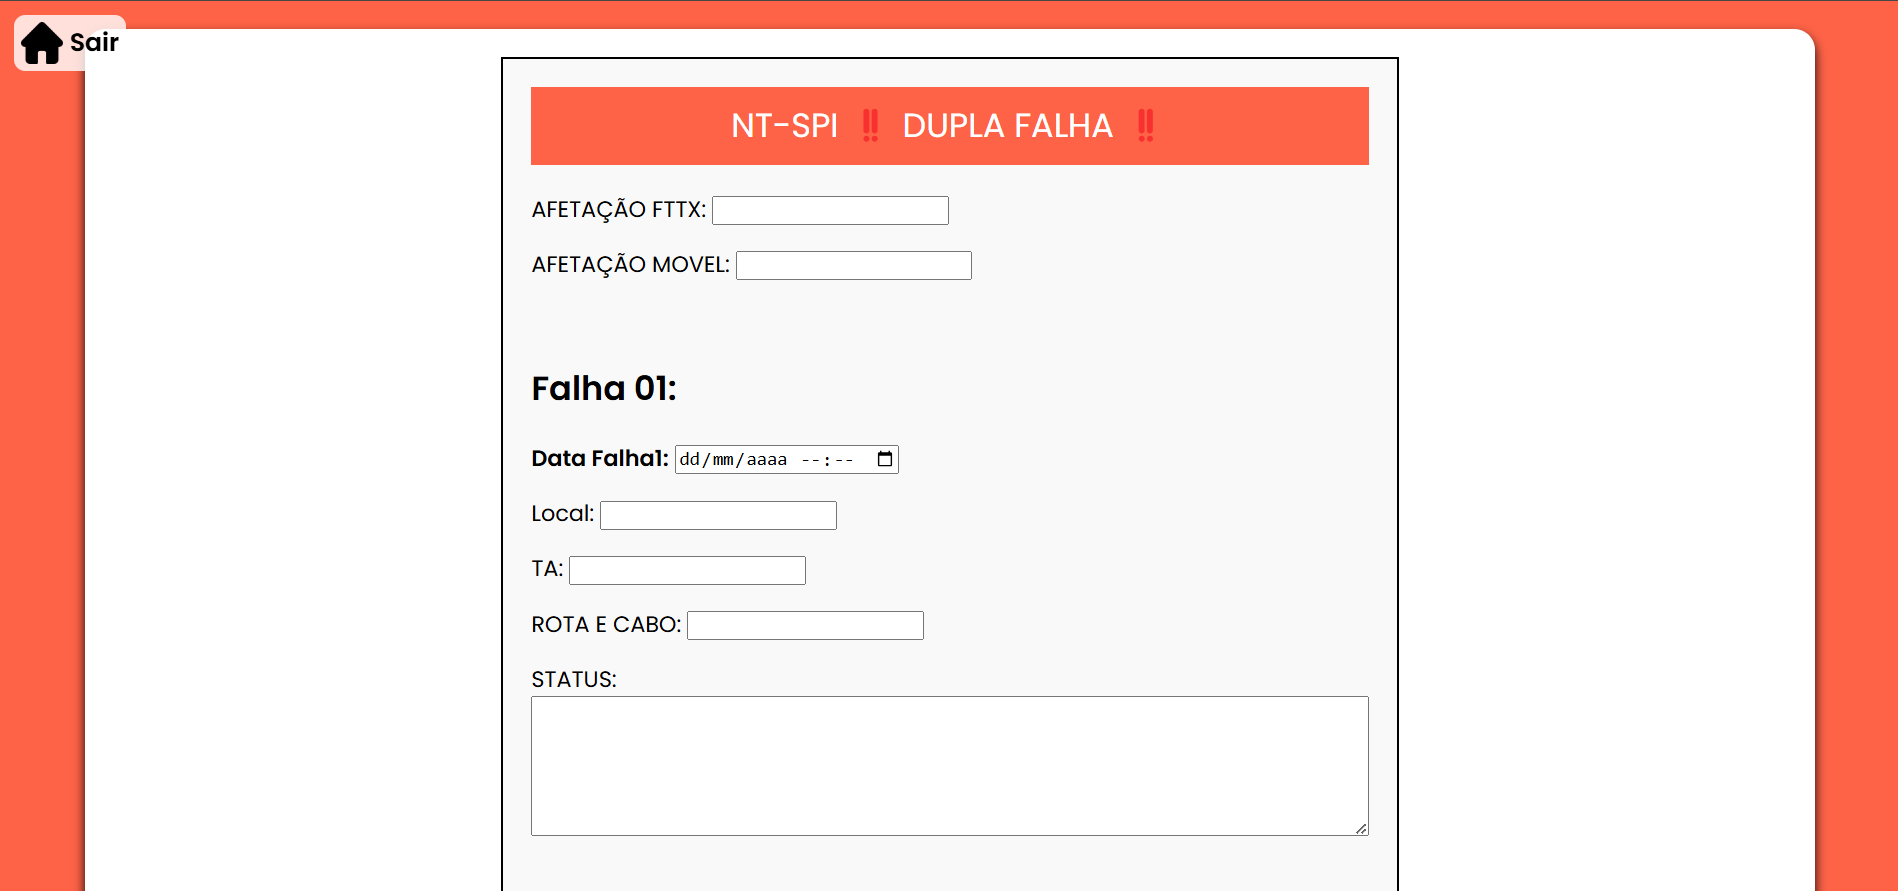 Sair
NT-SPI ‼ DUPLA FALHA ‼
AFETAÇÃO FTTX:
AFETAÇÃO MOVEL:
Falha 01:
Data Falha1: dd/mm/aaaa --:--
Local:
TA:
ROTA E CABO:
STATUS: